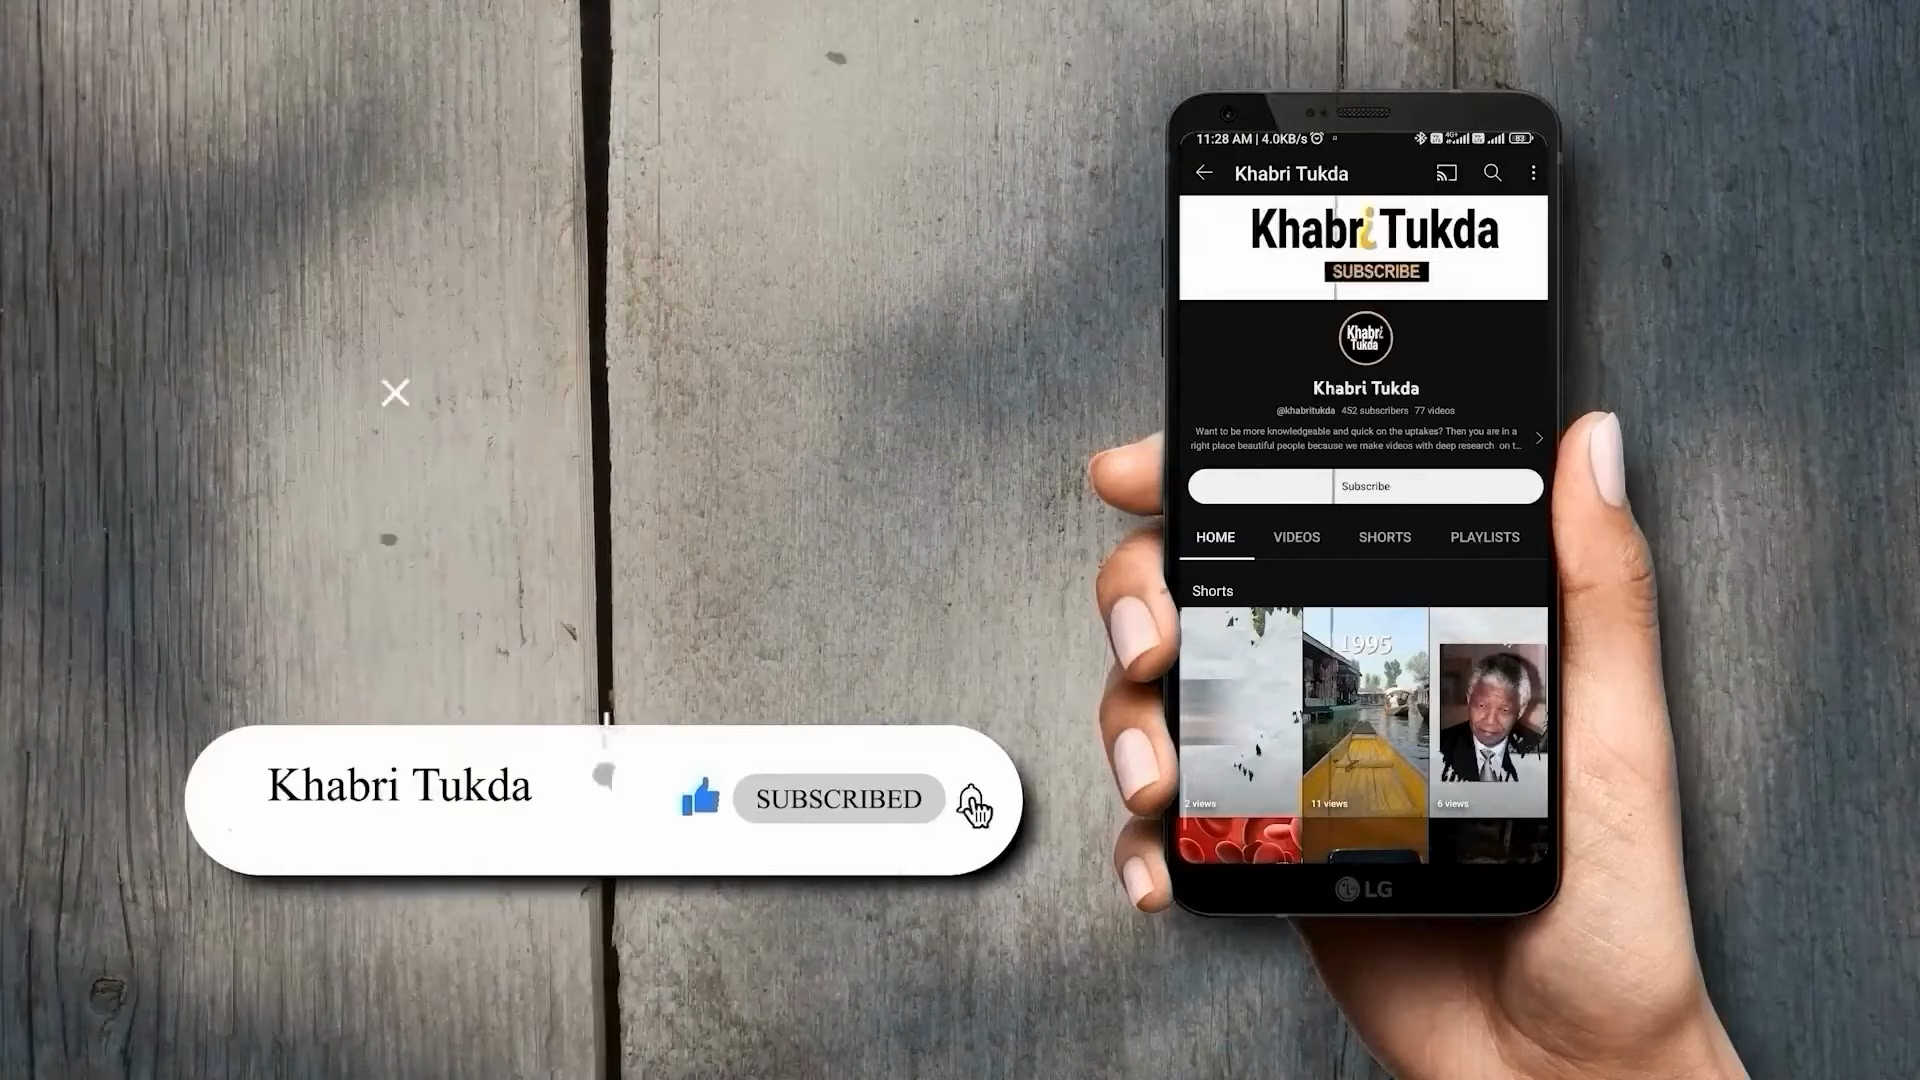 11:28 AM | 4.0KB/s
83
Khabri Tukda
Khabri Tukda
SUBSCRIBE
Khabri
Tukda
Khabri Tukda
@khabritukda 452 subscribers 77 videos
Want to be more knowledgeable and quick on the uptakes? Then you are in a
right place beautiful people because we make videos with deep research on t...
Subscribe
HOME VIDEOS SHORTS PLAYLISTS
Shorts
1995
2 views 11 views 6 views
LG
Khabri Tukda
SUBSCRIBED